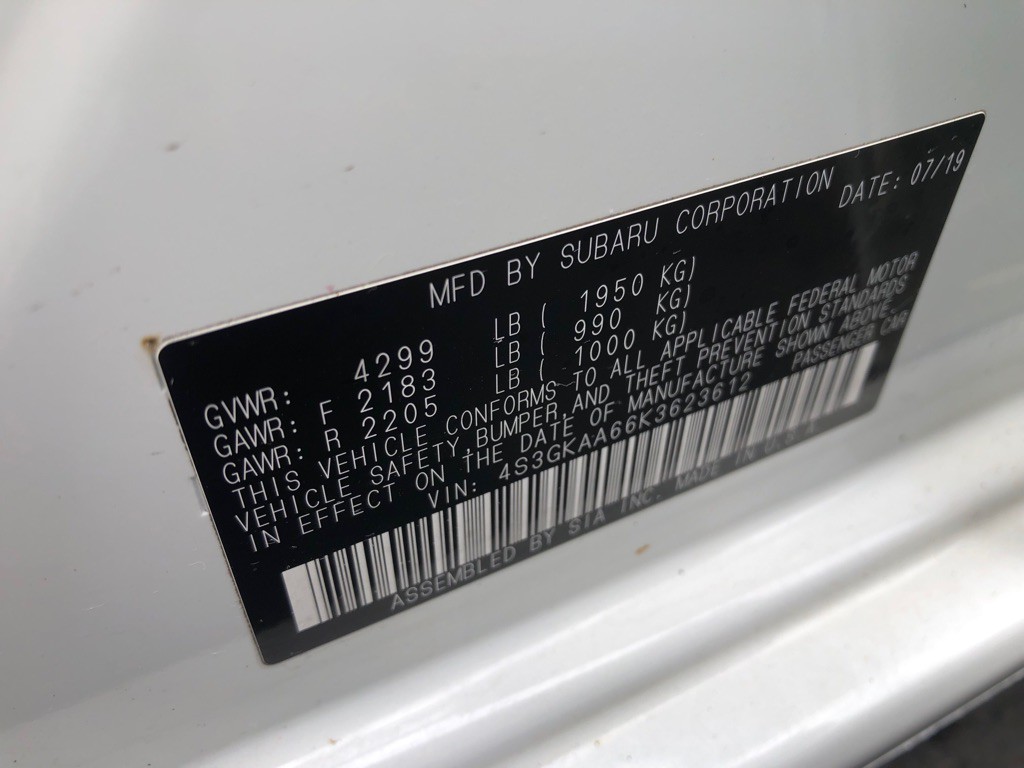 MFD BY SUBARU CORPORATION DATE: 07/19
GVWR: 4299 LB ( 1950 KG)
GAWR: F 2183 LB ( 990 KG)
GAWR: R 2205 LB ( 1000 KG)
THIS VEHICLE CONFORMS TO ALL APPLICABLE FEDERAL MOTOR
VEHICLE SAFETY, BUMPER, AND THEFT PREVENTION STANDARDS
IN EFFECT ON THE DATE OF MANUFACTURE SHOWN ABOVE.
VIN: 4S3GKAA66K3623612 PASSENGER CAR
ASSEMBLED BY SIA INC. MADE IN U.S.A